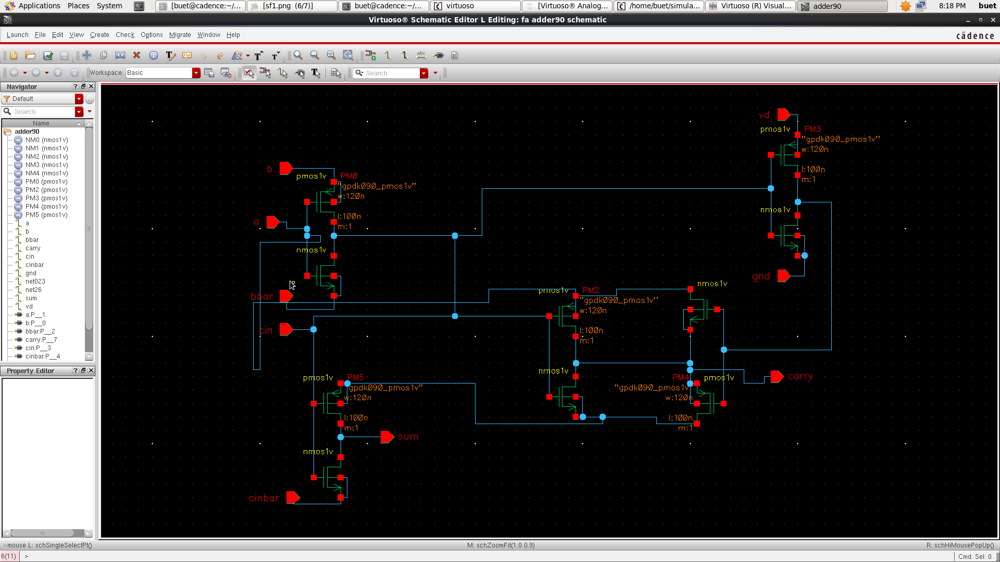 Applications Places System [buet@cadence:~/... [sf1.png (6/7)] buet@cadence:~/... virtuoso [Virtuoso® Analog... /home/buet/simula... Virtuoso (R) Visual... adder90 8:18 PM buet
Virtuoso® Schematic Editor L Editing: fa adder90 schematic
Launch File Edit View Create Check Options Migrate Window Help cādence
Workspace: Basic Search
Navigator
Default
Search
Name
adder90
NM0 (nmos1v)
NM1 (nmos1v)
NM2 (nmos1v)
NM3 (nmos1v)
NM4 (nmos1v)
PM0 (pmos1v)
PM2 (pmos1v)
PM3 (pmos1v)
PM4 (pmos1v)
PM5 (pmos1v)
a
b
bbar
carry
cin
cinbar
gnd
net023
net26
sum
vd
a:P__1
b:P__0
bbar:P__2
carry:P__7
cin:P__3
cinbar:P__4
Property Editor
vd
pmos1v PM3
"gpdk090_pmos1v"
w:120n
l:100n
m:1
nmos1v
gnd
b
pmos1v PM0
"gpdk090_pmos1v"
w:120n
a
l:100n
m:1
nmos1v
bbar
cin
pmos1v PM2
"gpdk090_pmos1v"
w:120n
l:100n
m:1
nmos1v
nmos1v
PM4 pmos1v
"gpdk090_pmos1v
w:120n
l:100n
m:1
carry
pmos1v PM5
"gpdk090_pmos1v"
w:120n
l:100n
m:1
sum
nmos1v
cinbar
mouse L: schSingleSelectPt() M: schZoomFit(1.0 0.9) R: schHiMousePopUp()
6(11) > Cmd: Sel: 0